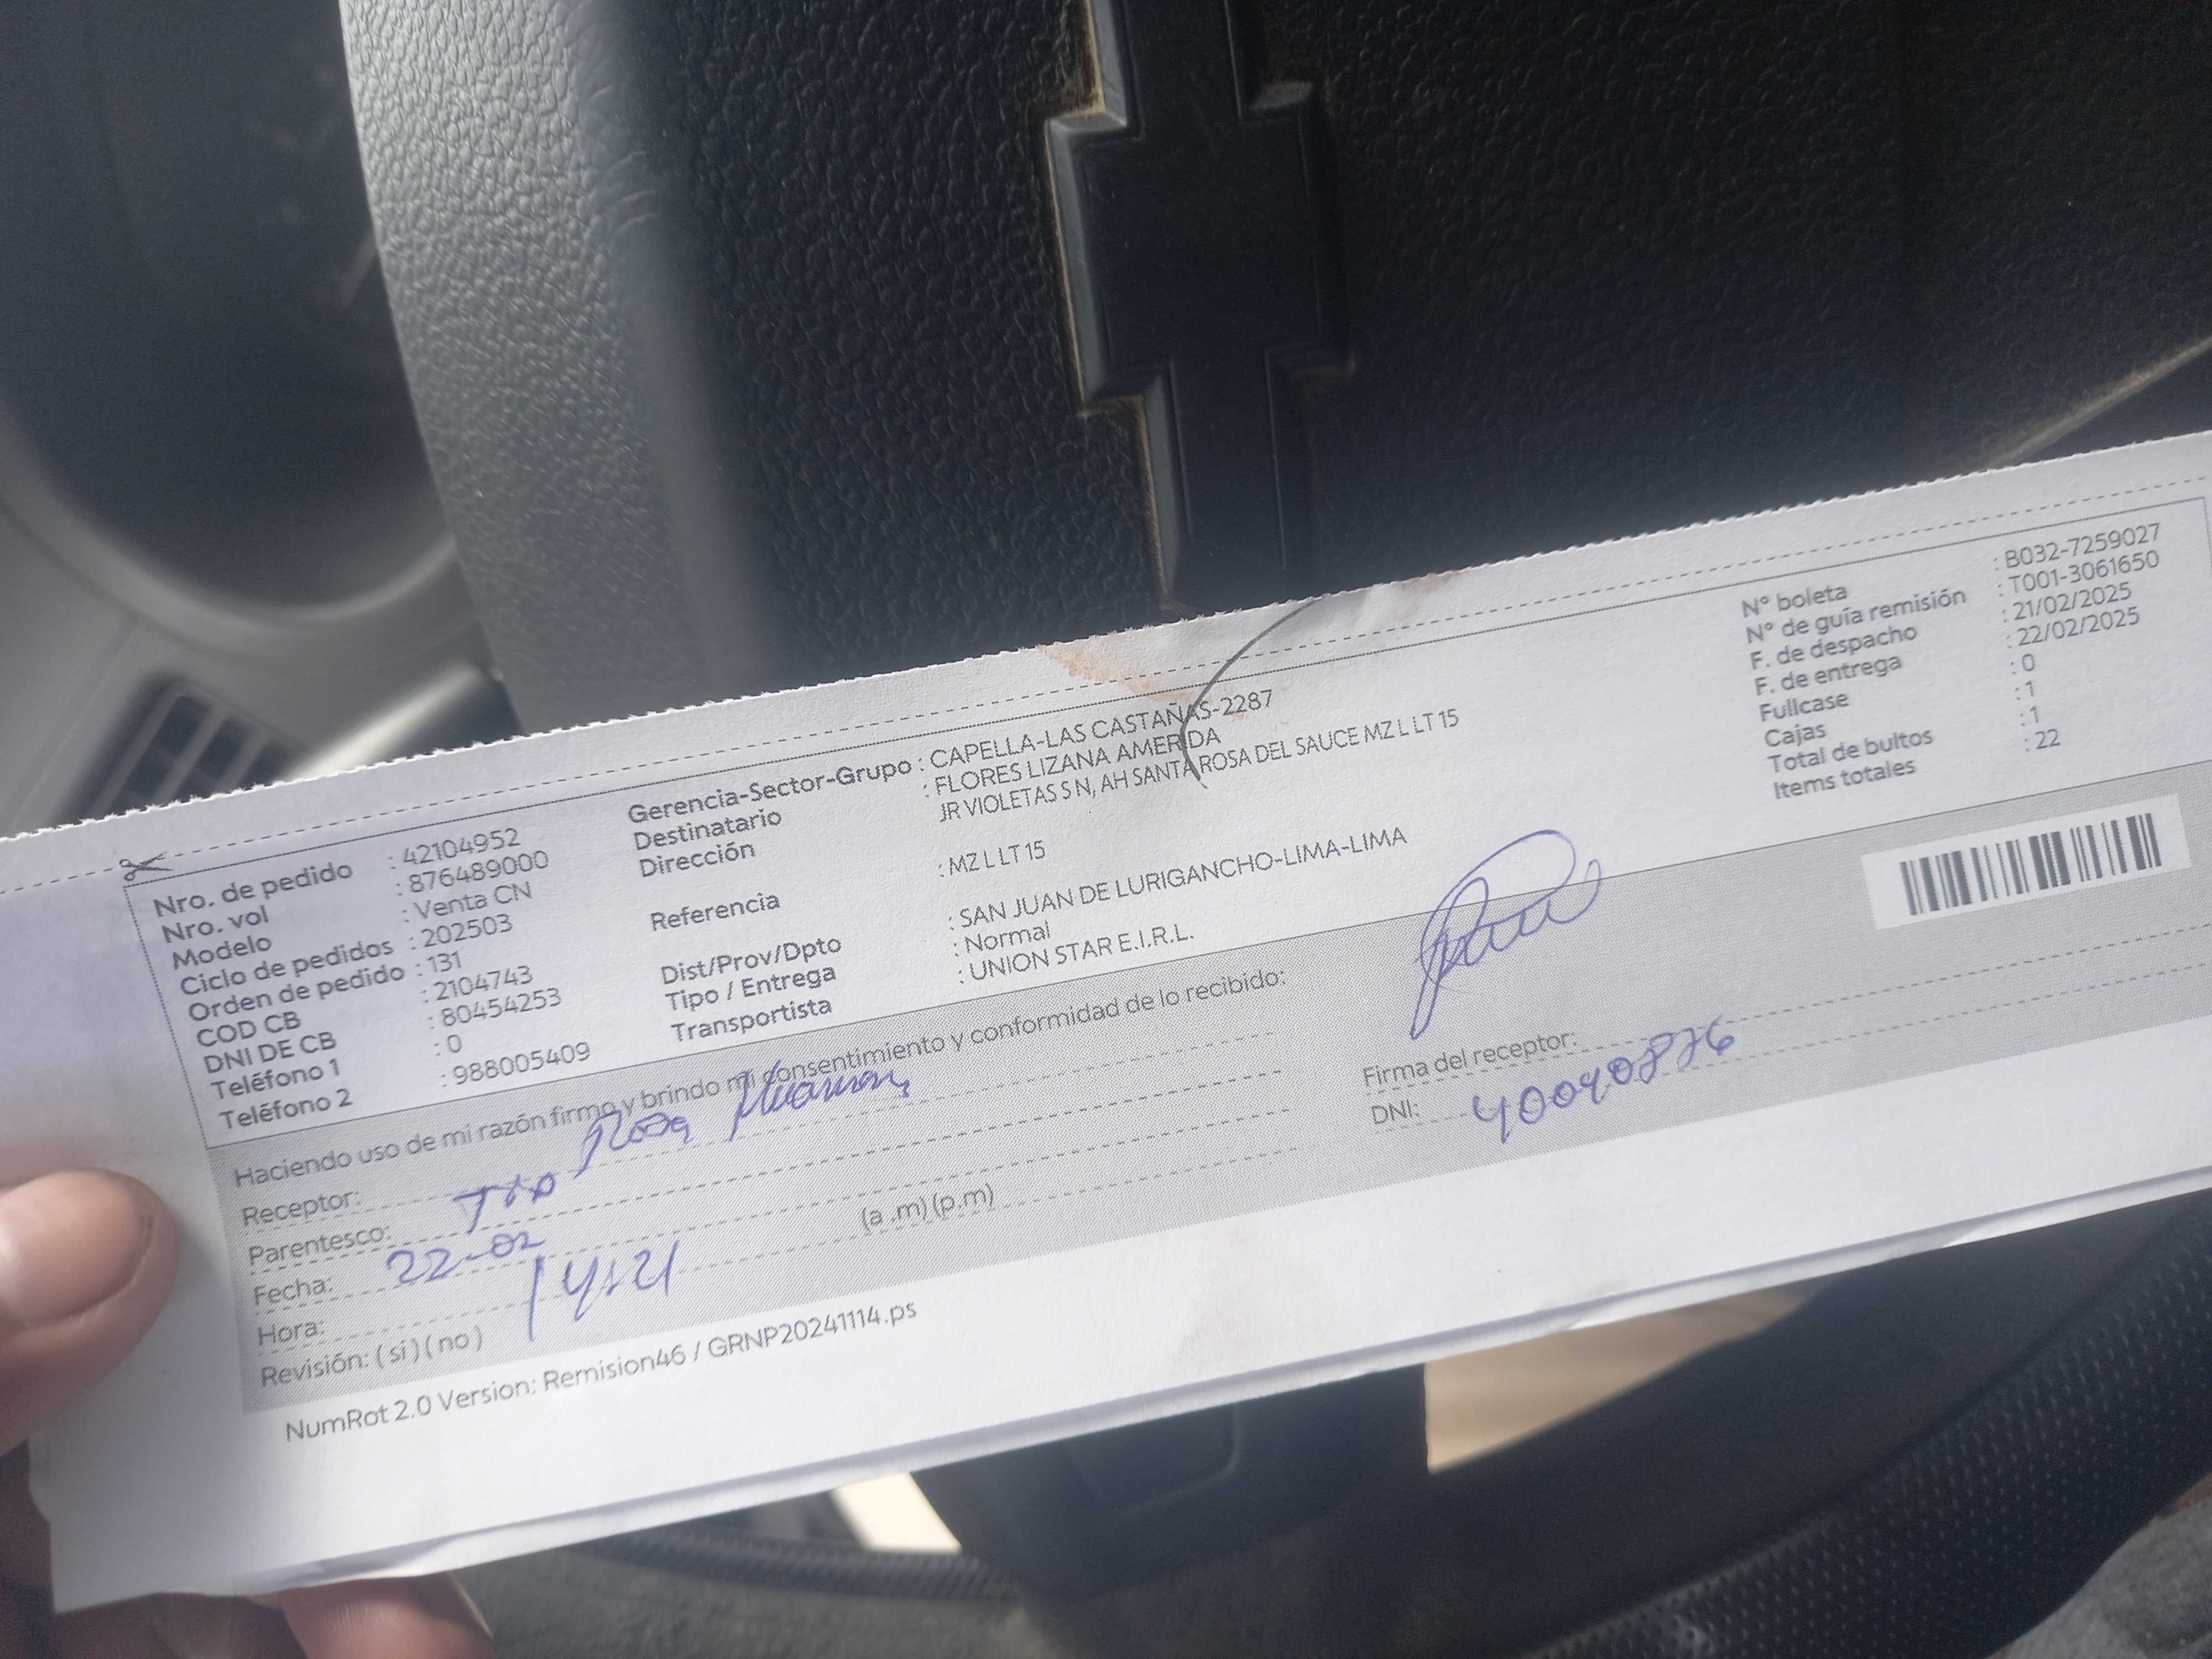 Nro. de pedido : 42104952
Nro. vol : 876489000
Modelo : Venta CN
Ciclo de pedidos : 202503
Orden de pedido : 131
COD CB : 2104743
DNI DE CB : 80454253
Teléfono 1 : 0
Teléfono 2 : 988005409
Gerencia-Sector-Grupo : CAPELLA-LAS CASTAÑAS-2287
Destinatario : FLORES LIZANA AMERIDA
Dirección JR VIOLETAS S N, AH SANTA ROSA DEL SAUCE MZ L LT 15
Referencia : MZ L LT 15
Dist/Prov/Dpto : SAN JUAN DE LURIGANCHO-LIMA-LIMA
Tipo / Entrega : Normal
Transportista : UNION STAR E.I.R.L.
N° boleta : B032-7259027
N° de guía remisión : T001-3061650
F. de despacho : 21/02/2025
F. de entrega : 22/02/2025
Fullcase : 0
Cajas : 1
Total de bultos : 1
Items totales : 22
Haciendo uso de mi razón firmo y brindo mi consentimiento y conformidad de lo recibido:
Receptor: Rosa
Parentesco:
Fecha: 22-02
Hora: 14:21 (a .m) (p.m)
Revisión: ( si ) ( no )
Firma del receptor:
DNI: 40040876
NumRot 2.0 Version: Remision46 / GRNP20241114.ps